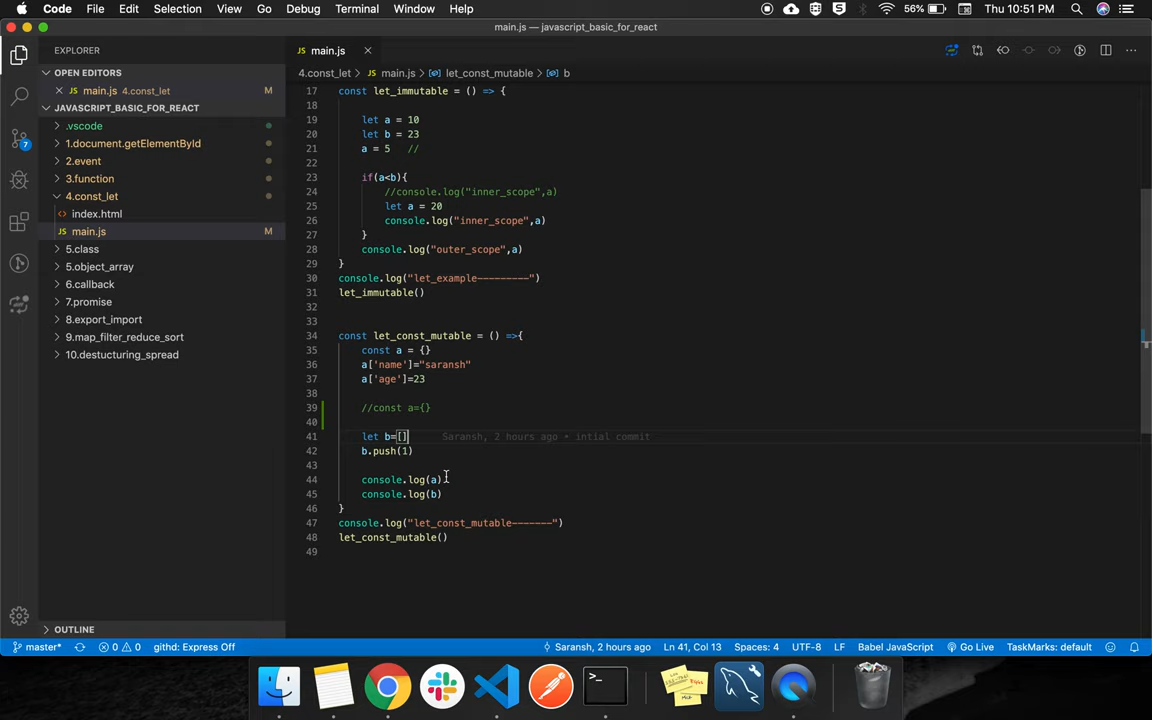 Code File Edit Selection View Go Debug Terminal Window Help 56% Thu 10:51 PM
main.js — javascript_basic_for_react
EXPLORER
OPEN EDITORS
main.js 4.const_let M
JAVASCRIPT_BASIC_FOR_REACT
.vscode
1.document.getElementById
2.event
3.function
4.const_let
index.html
main.js M
5.class
5.object_array
6.callback
7.promise
8.export_import
9.map_filter_reduce_sort
10.destucturing_spread
OUTLINE
7
main.js
4.const_let > main.js > let_const_mutable > b
17 const let_immutable = () => {
18
19 let a = 10
20 let b = 23
21 a = 5 //
22
23 if(a<b){
24 //console.log("inner_scope",a)
25 let a = 20
26 console.log("inner_scope",a)
27 }
28 console.log("outer_scope",a)
29 }
30 console.log("let_example---------")
31 let_immutable()
32
33
34 const let_const_mutable = () =>{
35 const a = {}
36 a['name']="saransh"
37 a['age']=23
38
39 //const a={}
40
41 let b=[] Saransh, 2 hours ago • intial commit
42 b.push(1)
43
44 console.log(a)
45 console.log(b)
46 }
47 console.log("let_const_mutable-------")
48 let_const_mutable()
49
master* 0 0 githd: Express Off Saransh, 2 hours ago Ln 41, Col 13 Spaces: 4 UTF-8 LF Babel JavaScript Go Live TaskMarks: default